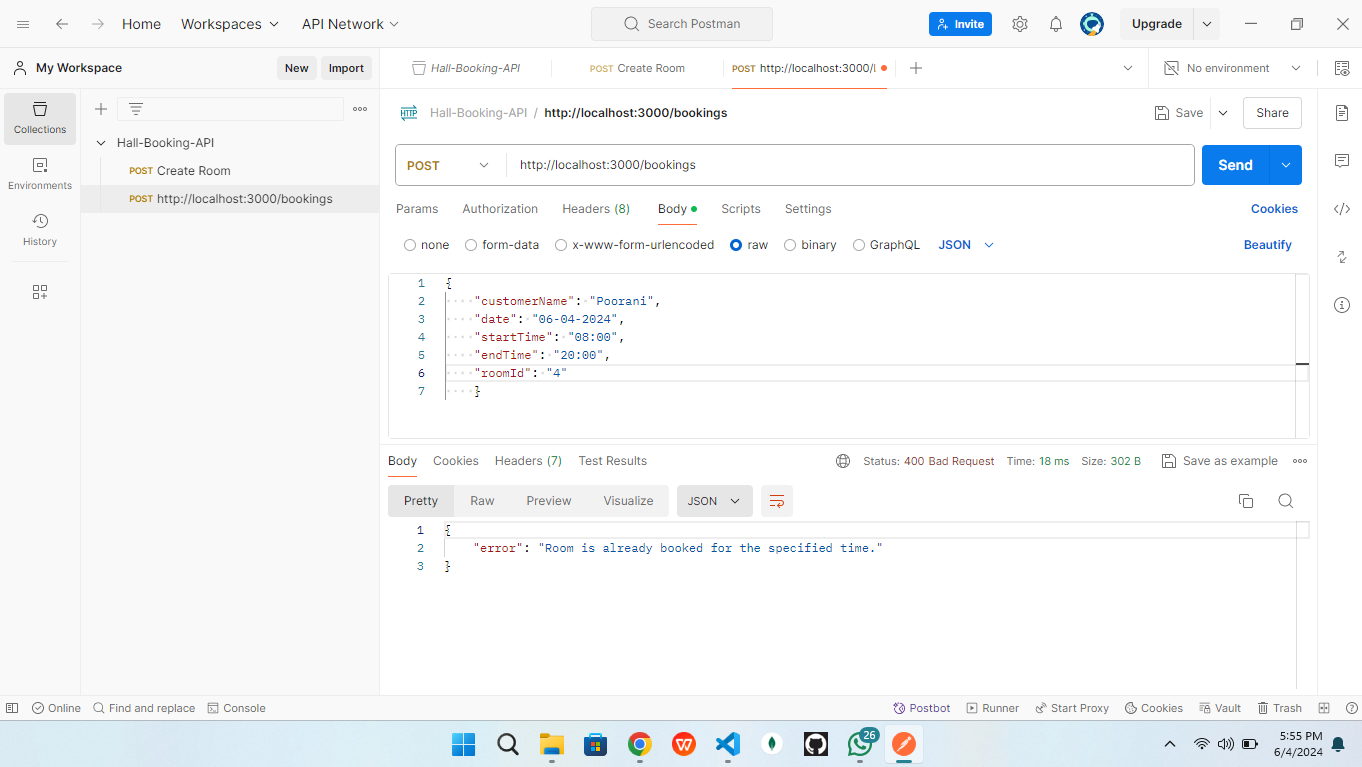 Home Workspaces API Network Search Postman Invite Upgrade
My Workspace New Import Hall-Booking-API POST Create Room POST http://localhost:3000/l No environment
Collections
Environments
History
Hall-Booking-API
POST Create Room
POST http://localhost:3000/bookings
HTTP Hall-Booking-API / http://localhost:3000/bookings Save Share
POST http://localhost:3000/bookings Send
Params Authorization Headers (8) Body Scripts Settings Cookies
none form-data x-www-form-urlencoded raw binary GraphQL JSON Beautify
1 {
2 "customerName": "Poorani",
3 "date": "06-04-2024",
4 "startTime": "08:00",
5 "endTime": "20:00",
6 "roomId": "4"
7 }
Body Cookies Headers (7) Test Results Status: 400 Bad Request Time: 18 ms Size: 302 B Save as example
Pretty Raw Preview Visualize JSON
1 {
2 "error": "Room is already booked for the specified time."
3 }
Online Find and replace Console Postbot Runner Start Proxy Cookies Vault Trash
26
5:55 PM
6/4/2024